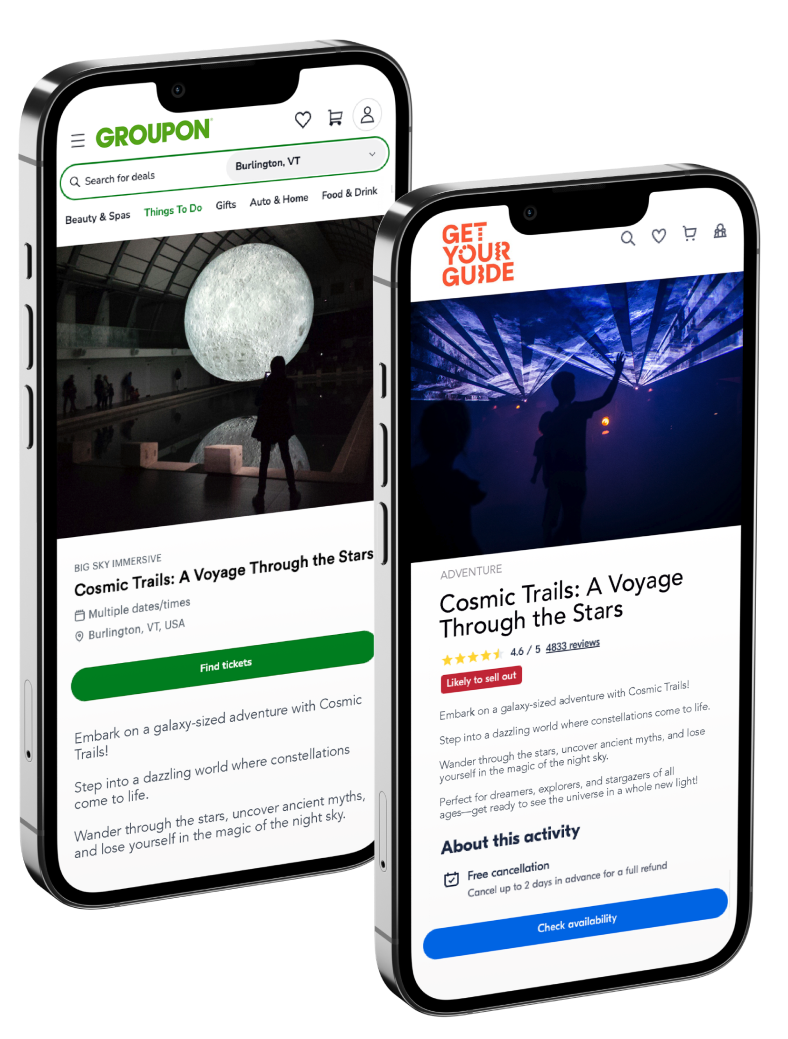 GROUPON
Search for deals
Burlington, VT
Beauty & Spas
Things To Do
Gifts
Auto & Home
Food & Drink
BIG SKY IMMERSIVE
Cosmic Trails: A Voyage Through the Stars
Multiple dates/times
Burlington, VT, USA
Find tickets
Embark on a galaxy-sized adventure with Cosmic
Trails!
Step into a dazzling world where constellations
come to life.
Wander through the stars, uncover ancient myths,
and lose yourself in the magic of the night sky.
GET
YOUR
GUIDE
ADVENTURE
Cosmic Trails: A Voyage
Through the Stars
4.6 / 5 4833 reviews
Likely to sell out
Embark on a galaxy-sized adventure with Cosmic Trails!
Step into a dazzling world where constellations come to life.
Wander through the stars, uncover ancient myths, and lose
yourself in the magic of the night sky.
Perfect for dreamers, explorers, and stargazers of all
ages—get ready to see the universe in a whole new light!
About this activity
Free cancellation
Cancel up to 2 days in advance for a full refund
Check availability